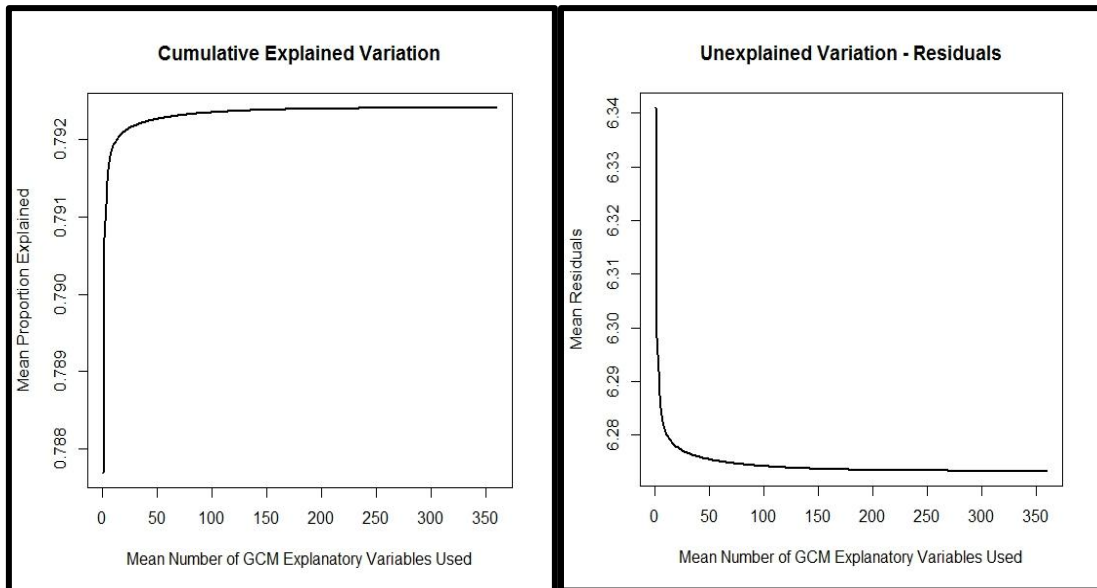 Cumulative Explained Variation
Mean Proportion Explained
0.792
0.791
0.790
0.789
0.788
0 50 100 150 200 250 300 350
Mean Number of GCM Explanatory Variables Used
Unexplained Variation - Residuals
Mean Residuals
6.34
6.33
6.32
6.31
6.30
6.29
6.28
0 50 100 150 200 250 300 350
Mean Number of GCM Explanatory Variables Used